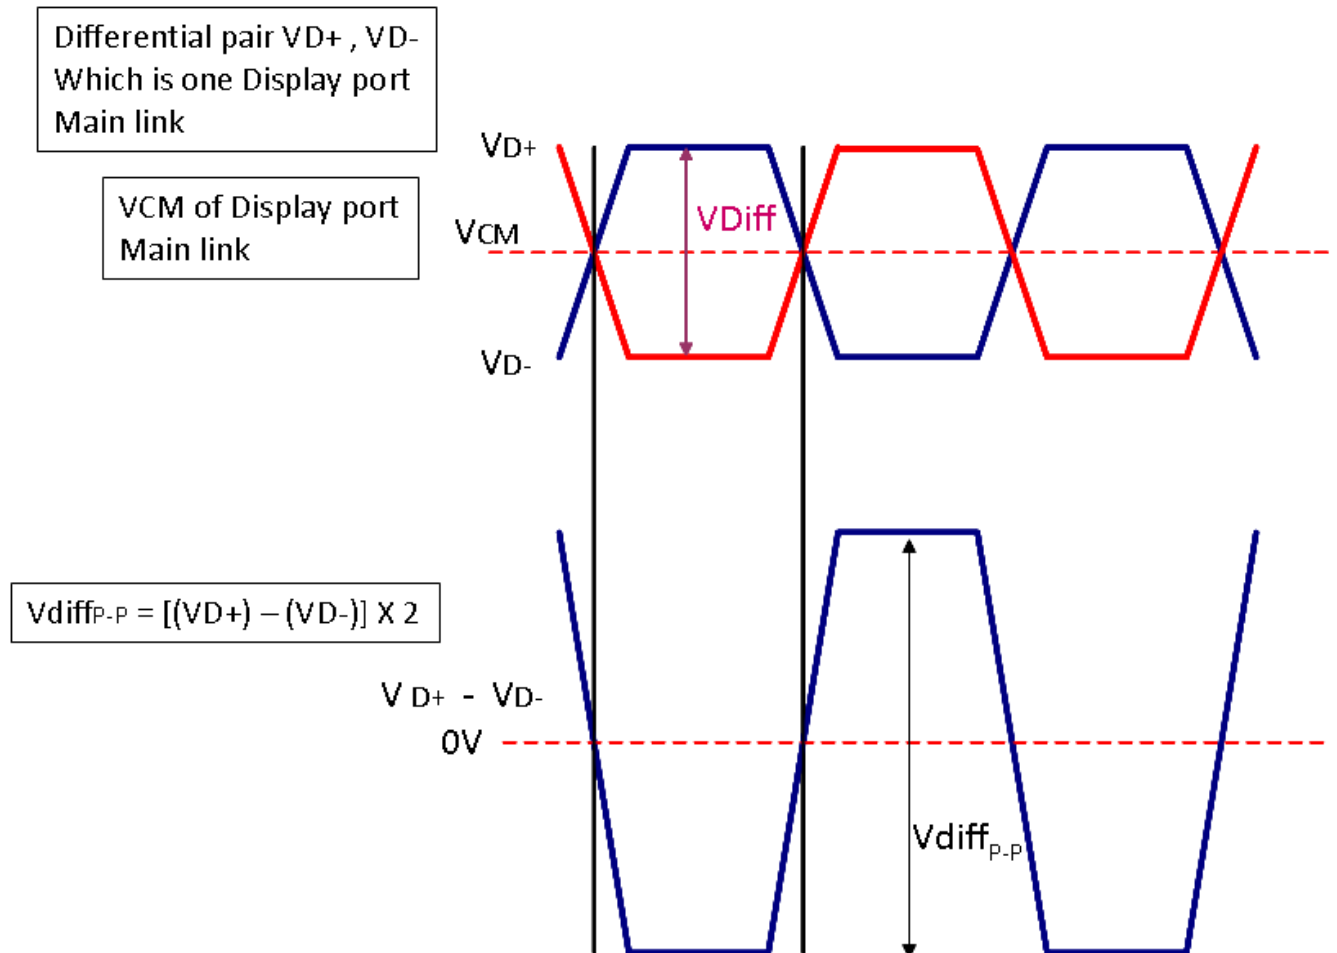 Differential pair VD+ , VD-
Which is one Display port
Main link
VD+
VCM of Display port
Main link
VDiff
VCM
VD-
VdiffP-P = [(VD+) – (VD-)] X 2
V D+ - VD-
0V
VdiffP-P